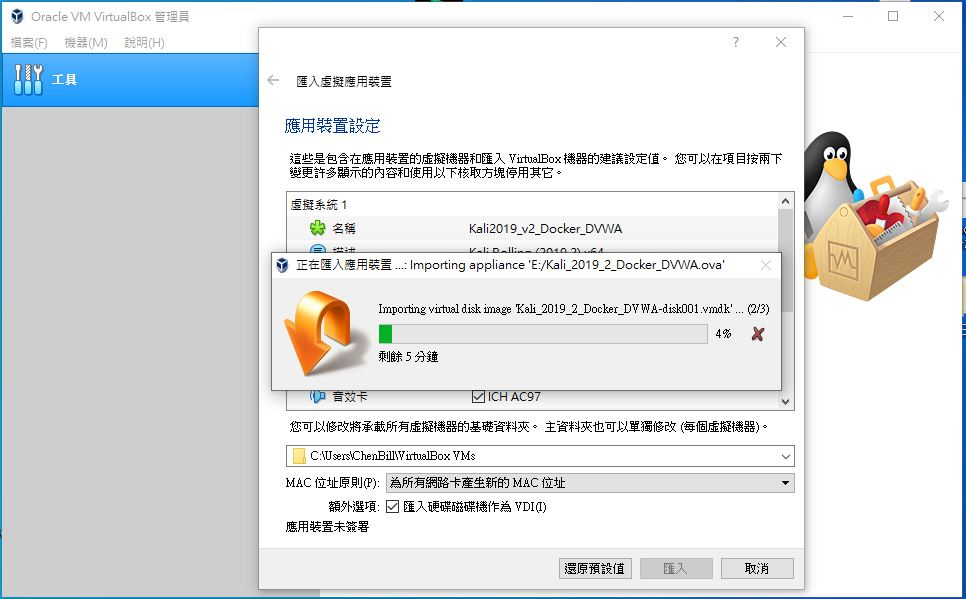 Oracle VM VirtualBox 管理員
檔案(F) 機器(M) 說明(H)
工具
?
匯入虛擬應用裝置
應用裝置設定
這些是包含在應用裝置的虛擬機器和匯入 VirtualBox 機器的建議設定值。 您可以在項目按兩下
變更許多顯示的內容和使用以下核取方塊停用其它。
虛擬系統 1
名稱 Kali2019_v2_Docker_DVWA
描述 Kali Rolling (2019.2) x64
正在匯入應用裝置 ...: Importing appliance 'E:/Kali_2019_2_Docker_DVWA.ova'
Importing virtual disk image 'Kali_2019_2_Docker_DVWA-disk001.vmdk' ... (2/3)
4%
剩餘 5 分鐘
音效卡 ICH AC97
您可以修改將承載所有虛擬機器的基礎資料夾。 主資料夾也可以單獨修改 (每個虛擬機器)。
C:\Users\ChenBill\VirtualBox VMs
MAC 位址原則(P): 為所有網路卡產生新的 MAC 位址
額外選項: 匯入硬碟磁碟機作為 VDI(I)
應用裝置未簽署
還原預設值 匯入 取消